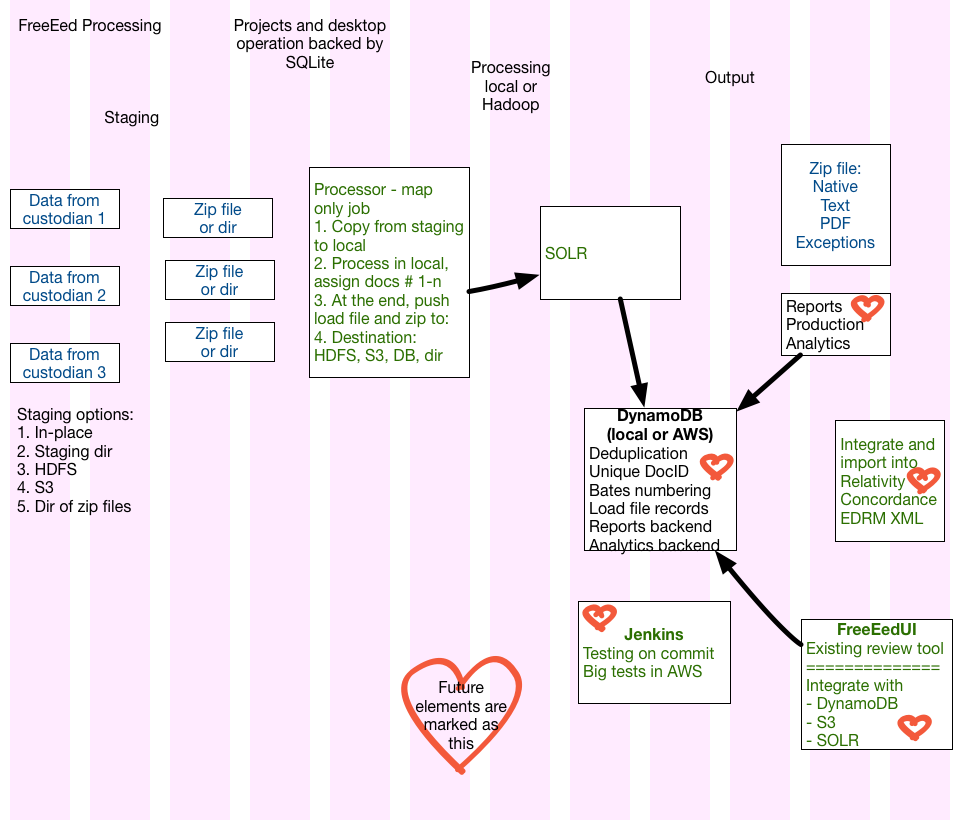 FreeEed Processing
Projects and desktop
operation backed by
SQLite
Processing
local or
Hadoop
Output
Staging
Data from
custodian 1
Data from
custodian 2
Data from
custodian 3
Staging options:
1. In-place
2. Staging dir
3. HDFS
4. S3
5. Dir of zip files
Zip file
or dir
Zip file
or dir
Zip file
or dir
Processor - map
only job
1. Copy from staging
to local
2. Process in local,
assign docs # 1-n
3. At the end, push
load file and zip to:
4. Destination:
HDFS, S3, DB, dir
SOLR
Zip file:
Native
Text
PDF
Exceptions
Reports
Production
Analytics
DynamoDB
(local or AWS)
Deduplication
Unique DocID
Bates numbering
Load file records
Reports backend
Analytics backend
Integrate and
import into
Relativity
Concordance
EDRM XML
Jenkins
Testing on commit
Big tests in AWS
FreeEedUI
Existing review tool
==============
Integrate with
- DynamoDB
- S3
- SOLR
Future
elements are
marked as
this